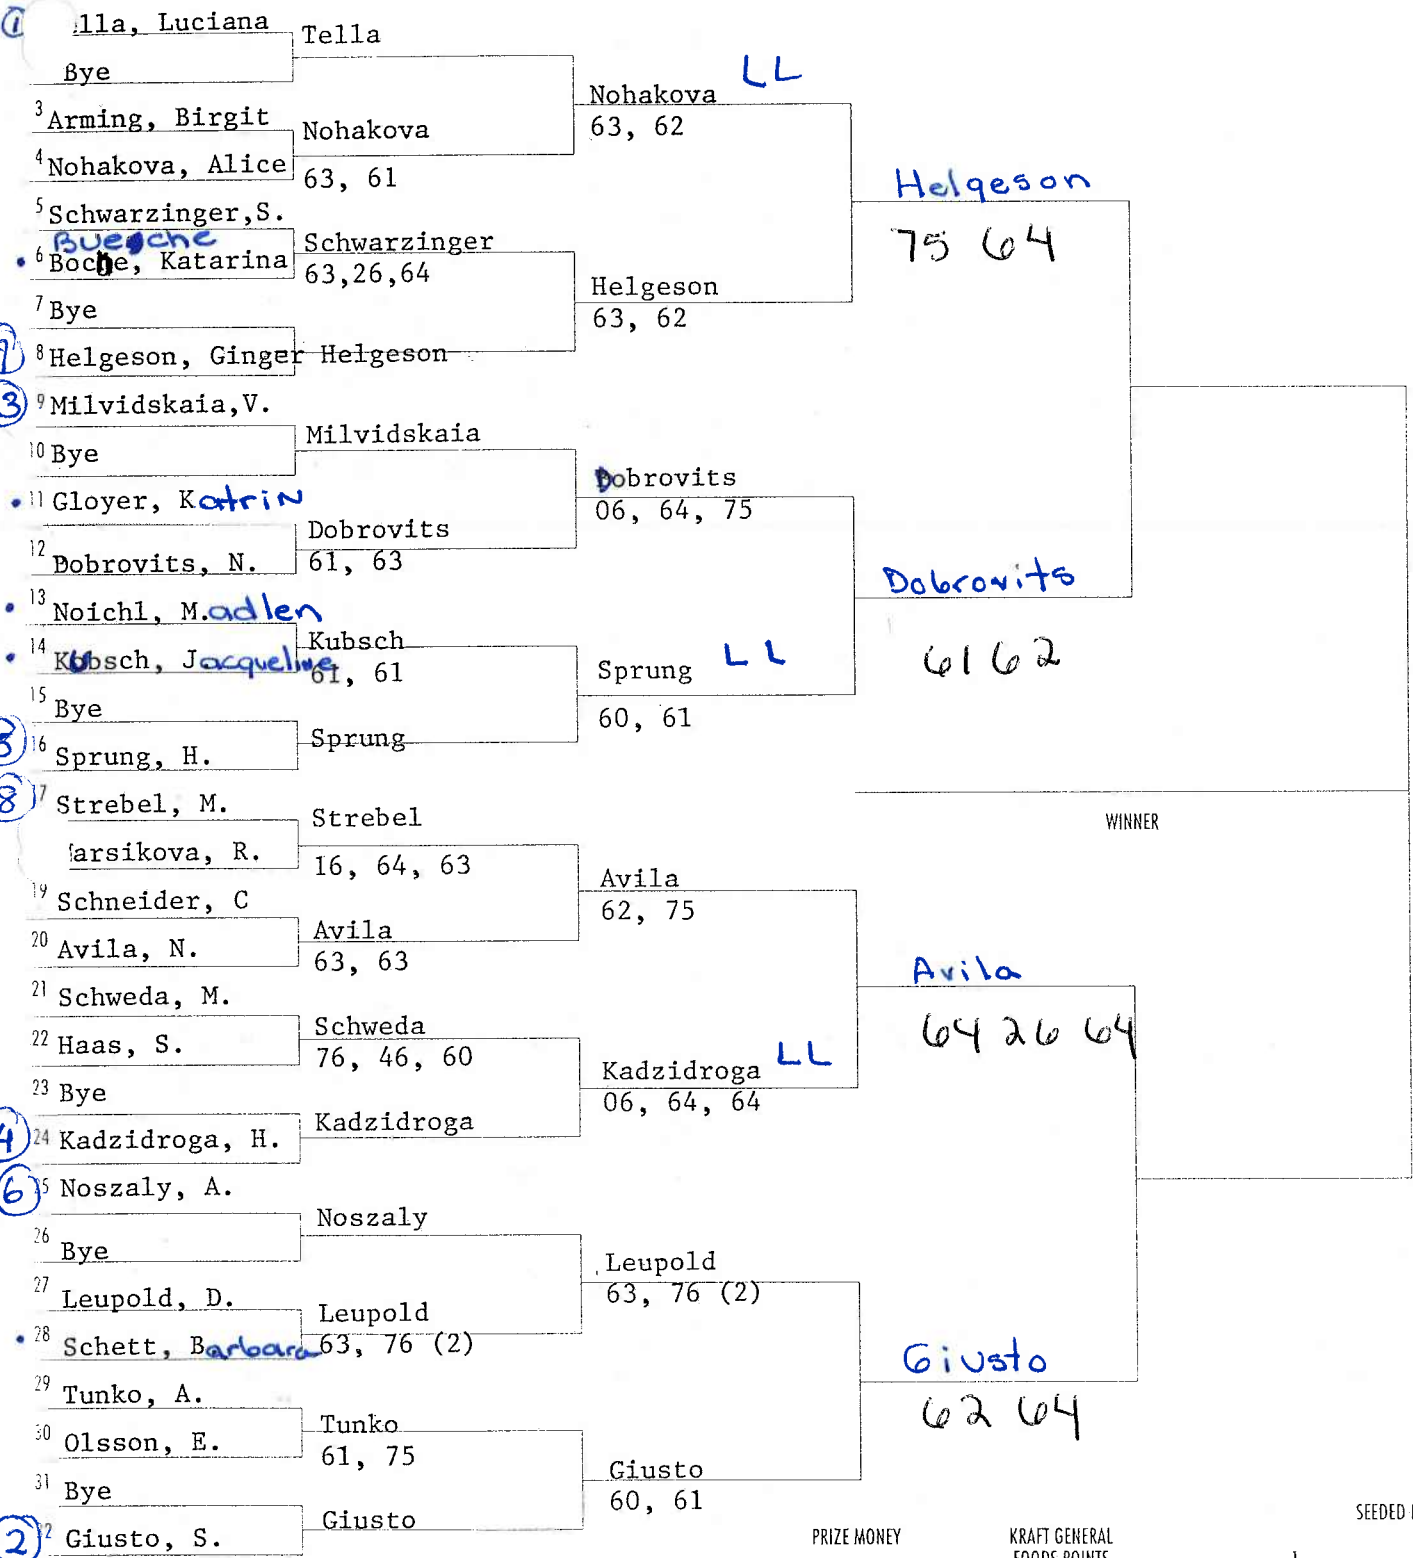 1
lla, Luciana
Bye
3 Arming, Birgit
4 Nohakova, Alice
5 Schwarzinger,S.
Buesche
6 Boche, Katarina
7 Bye
8 Helgeson, Ginger
3
9 Milvidskaia,V.
10 Bye
11 Gloyer, Katrin
12 Dobrovits, N.
13 Noichl, M.adlen
14 Kubsch, Jacqueline
15 Bye
16 Sprung, H.
8
17 Strebel, M.
arsikova, R.
19 Schneider, C
20 Avila, N.
21 Schweda, M.
22 Haas, S.
23 Bye
4
24 Kadzidroga, H.
6
Noszaly, A.
26 Bye
27 Leupold, D.
28 Schett, Barbara
29 Tunko, A.
30 Olsson, E.
31 Bye
2
Giusto, S.
Tella
Nohakova
63, 61
Schwarzinger
63,26,64
Helgeson
Milvidskaia
Dobrovits
61, 63
Kubsch
61, 61
Sprung
Strebel
16, 64, 63
Avila
63, 63
Schweda
76, 46, 60
Kadzidroga
Noszaly
Leupold
63, 76 (2)
Tunko
61, 75
Giusto
Nohakova LL
63, 62
Helgeson
63, 62
Dobrovits
06, 64, 75
Sprung LL
60, 61
Avila
62, 75
Kadzidroga LL
06, 64, 64
Leupold
63, 76 (2)
Giusto
60, 61
Helgeson
75 64
Dobrovits
61 62
Avila
64 26 64
Giusto
62 64
WINNER
PRIZE MONEY
KRAFT GENERAL
FOODS POINTS
SEEDED